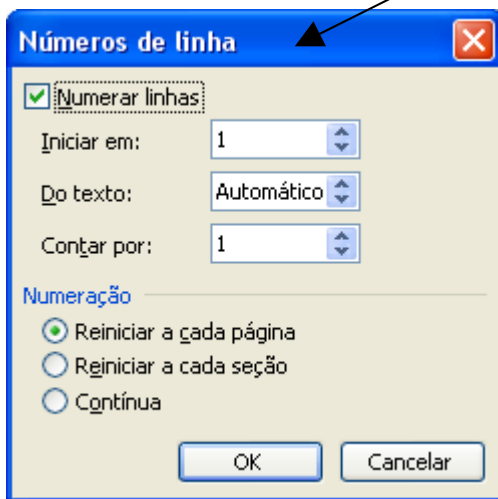 Números de linha
Numerar linhas
Iniciar em: 1
Do texto: Automático
Contar por: 1
Numeração
Reiniciar a cada página
Reiniciar a cada seção
Contínua
OK Cancelar